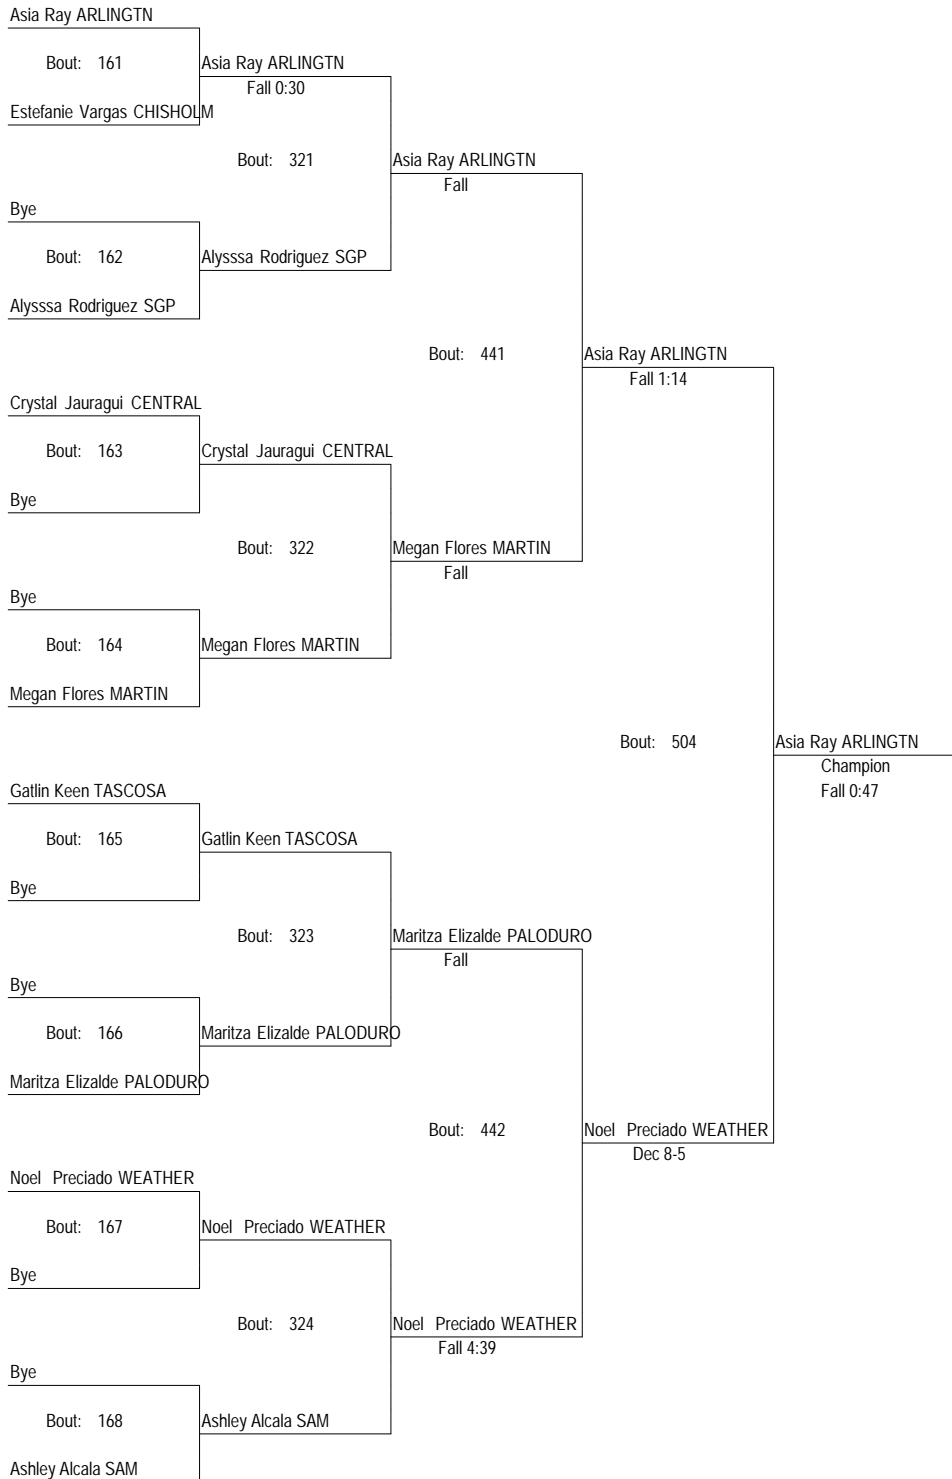 Asia Ray ARLINGTN
Bout: 161
Asia Ray ARLINGTN
Fall 0:30
Estefanie Vargas CHISHOLM
Bout: 321
Asia Ray ARLINGTN
Fall
Bye
Bout: 162
Alysssa Rodriguez SGP
Alysssa Rodriguez SGP
Bout: 441
Asia Ray ARLINGTN
Fall 1:14
Crystal Jauragui CENTRAL
Bout: 163
Crystal Jauragui CENTRAL
Bye
Bout: 322
Megan Flores MARTIN
Fall
Bye
Bout: 164
Megan Flores MARTIN
Megan Flores MARTIN
Bout: 504
Asia Ray ARLINGTN
Champion
Fall 0:47
Gatlin Keen TASCOSA
Bout: 165
Gatlin Keen TASCOSA
Bye
Bout: 323
Maritza Elizalde PALODURO
Fall
Bye
Bout: 166
Maritza Elizalde PALODURO
Maritza Elizalde PALODURO
Bout: 442
Noel Preciado WEATHER
Dec 8-5
Noel Preciado WEATHER
Bout: 167
Noel Preciado WEATHER
Bye
Bout: 324
Noel Preciado WEATHER
Fall 4:39
Bye
Bout: 168
Ashley Alcala SAM
Ashley Alcala SAM